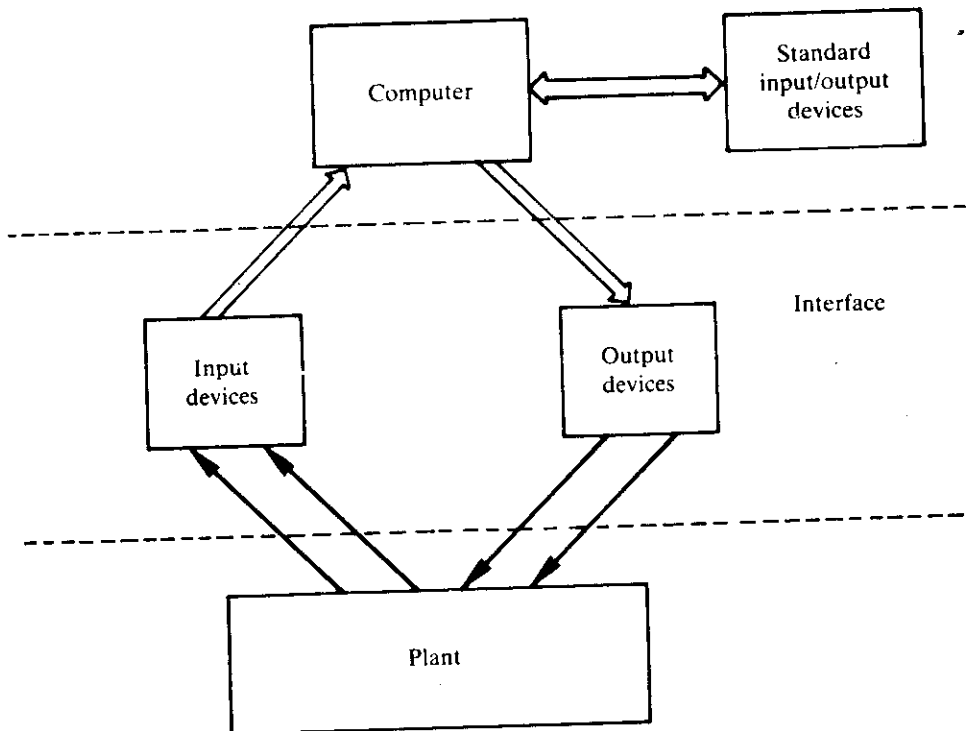 Computer
Standard
input/output
devices
Interface
Input
devices
Output
devices
Plant